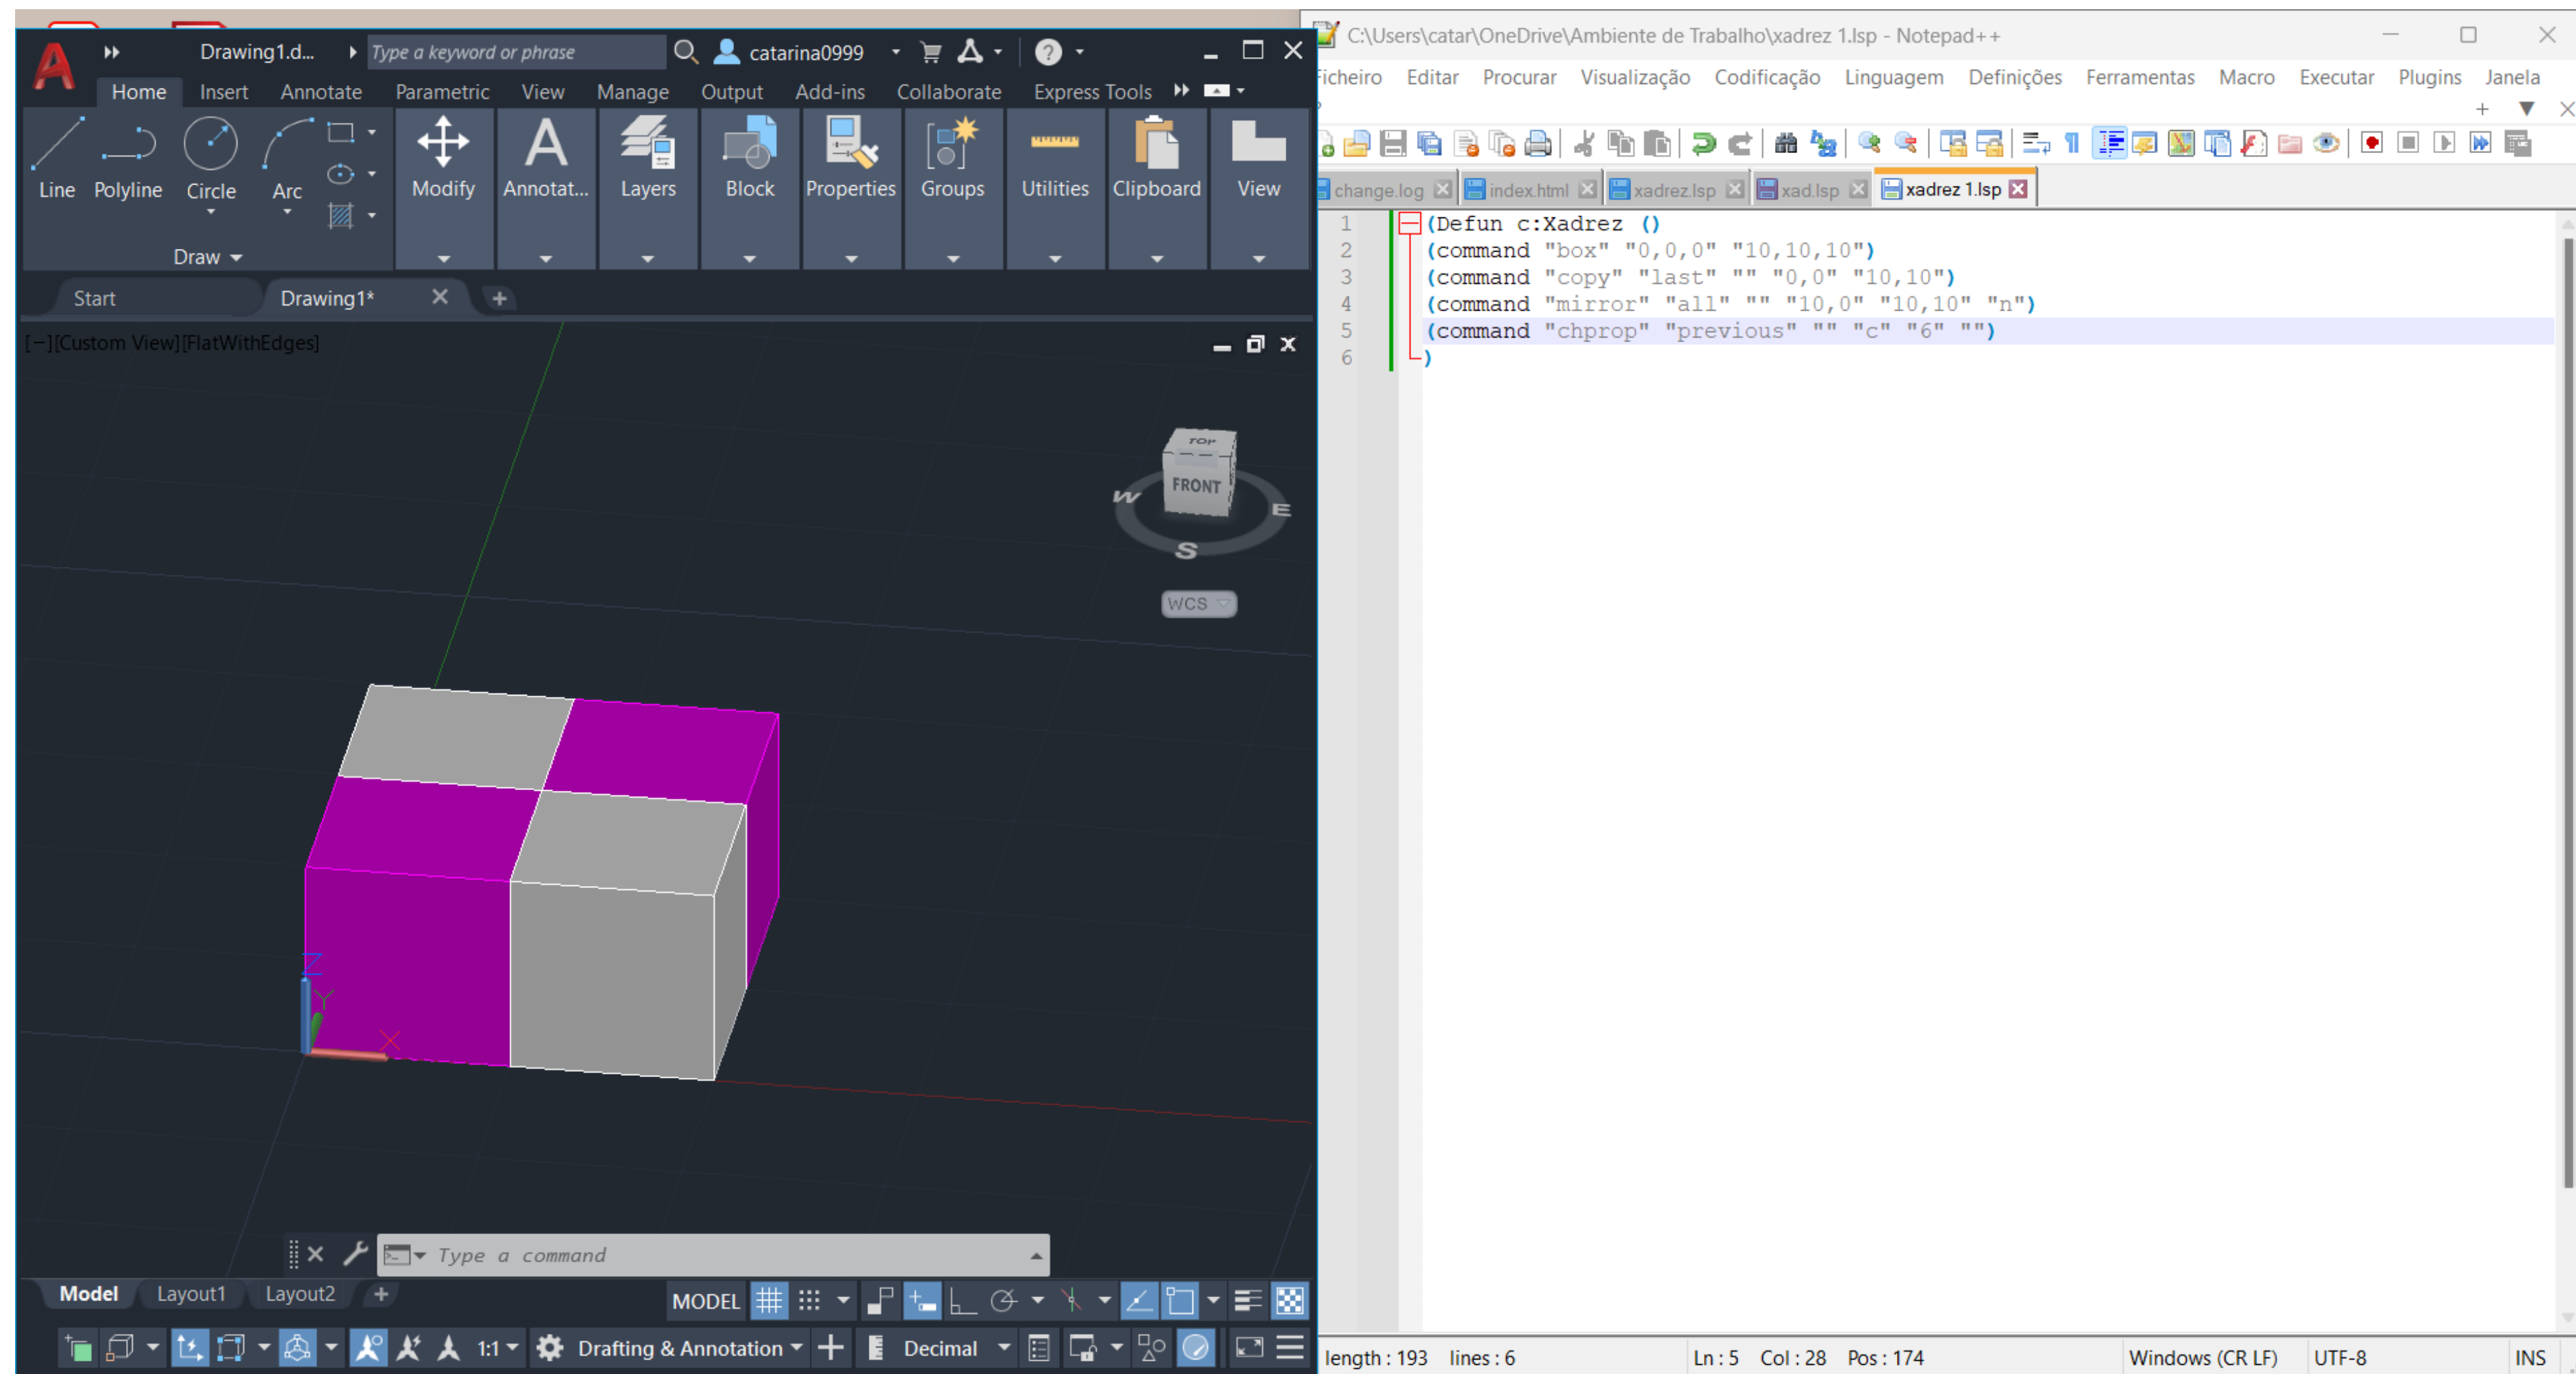 Drawing1.d... Type a keyword or phrase catarina0999
Home Insert Annotate Parametric View Manage Output Add-ins Collaborate Express Tools
Line Polyline Circle Arc Modify Annotat... Layers Block Properties Groups Utilities Clipboard View
Draw
Start Drawing1*
[−][Custom View][FlatWithEdges]
TOP
FRONT
W
E
S
WCS
Z
Y
X
Type a command
Model Layout1 Layout2 +
MODEL
1:1 Drafting & Annotation Decimal
C:\Users\catar\OneDrive\Ambiente de Trabalho\xadrez 1.lsp - Notepad++
Ficheiro Editar Procurar Visualização Codificação Linguagem Definições Ferramentas Macro Executar Plugins Janela
change.log index.html xadrez.lsp xad.lsp xadrez 1.lsp
1 (Defun c:Xadrez ()
2 (command "box" "0,0,0" "10,10,10")
3 (command "copy" "last" "" "0,0" "10,10")
4 (command "mirror" "all" "" "10,0" "10,10" "n")
5 (command "chprop" "previous" "" "c" "6" "")
6 )
length : 193 lines : 6 Ln : 5 Col : 28 Pos : 174 Windows (CR LF) UTF-8 INS